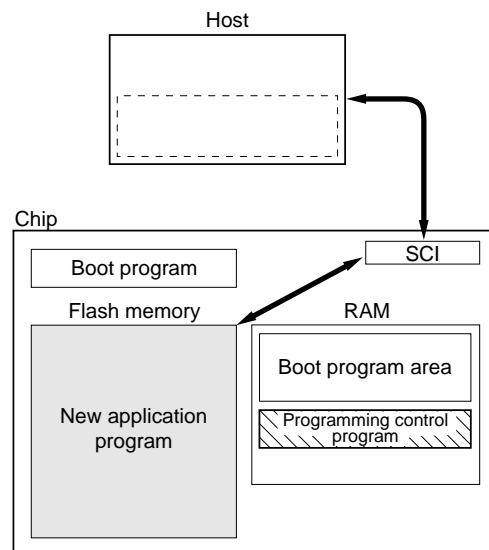 Host
Chip
SCI
Boot program
Flash memory
RAM
Boot program area
New application
program
Programming control
program